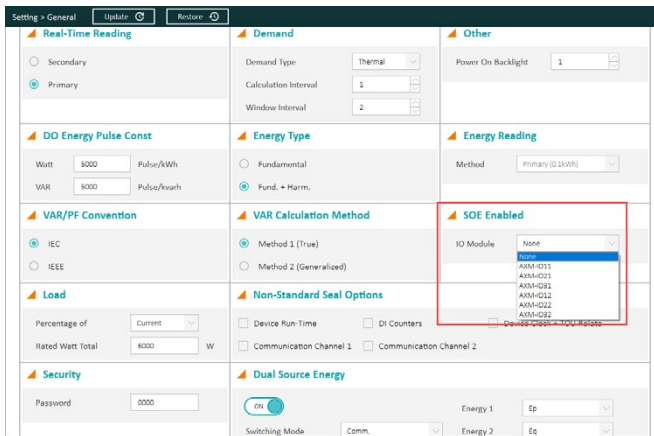 Setting > General Update Restore
Real-Time Reading
Secondary
Primary
Demand
Demand Type Thermal
Calculation Interval 1
Window Interval 2
Other
Power On Backlight 1
DO Energy Pulse Const
Watt 5000 Pulse/kWh
VAR 5000 Pulse/kvarh
Energy Type
Fundamental
Fund. + Harm.
Energy Reading
Method Primary (0.1kWh)
VAR/PF Convention
IEC
IEEE
VAR Calculation Method
Method 1 (True)
Method 2 (Generalized)
SOE Enabled
IO Module None
None
AXM-IO11
AXM-IO21
AXM-IO31
AXM-IO12
AXM-IO22
AXM-IO32
Load
Percentage of Current
Rated Watt Total 6000 W
Non-Standard Seal Options
Device Run-Time DI Counters Device Clock + TOU Relate
Communication Channel 1 Communication Channel 2
Security
Password 0000
Dual Source Energy
ON
Energy 1 Ep
Switching Mode Comm. Energy 2 Eq